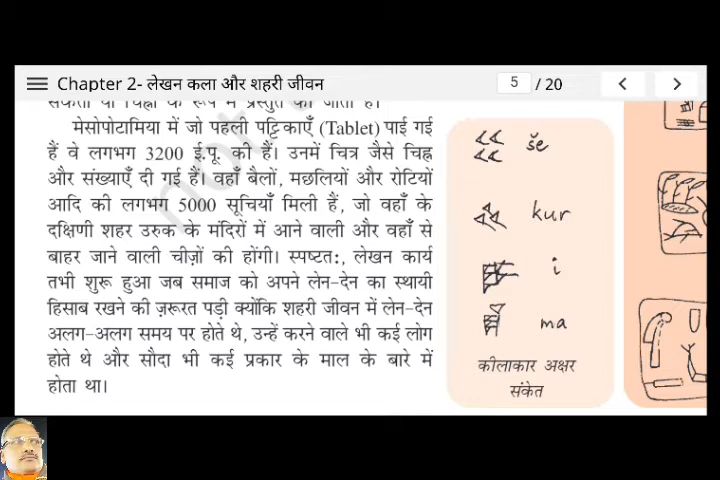 Chapter 2- लेखन कला और शहरी जीवन
5 / 20
मेसोपोटामिया में जो पहली पट्टिकाएँ (Tablet) पाई गई
हैं वे लगभग 3200 ई.पू. की हैं। उनमें चित्र जैसे चिह्न
और संख्याएँ दी गई हैं। वहाँ बैलों, मछलियों और रोटियों
आदि की लगभग 5000 सूचियाँ मिली हैं, जो वहाँ के
दक्षिणी शहर उरुक के मंदिरों में आने वाली और वहाँ से
बाहर जाने वाली चीज़ों की होंगी। स्पष्टतः, लेखन कार्य
तभी शुरू हुआ जब समाज को अपने लेन-देन का स्थायी
हिसाब रखने की ज़रूरत पड़ी क्योंकि शहरी जीवन में लेन-देन
अलग-अलग समय पर होते थे, उन्हें करने वाले भी कई लोग
होते थे और सौदा भी कई प्रकार के माल के बारे में
होता था।
še
kur
i
ma
कीलाकार अक्षर
संकेत